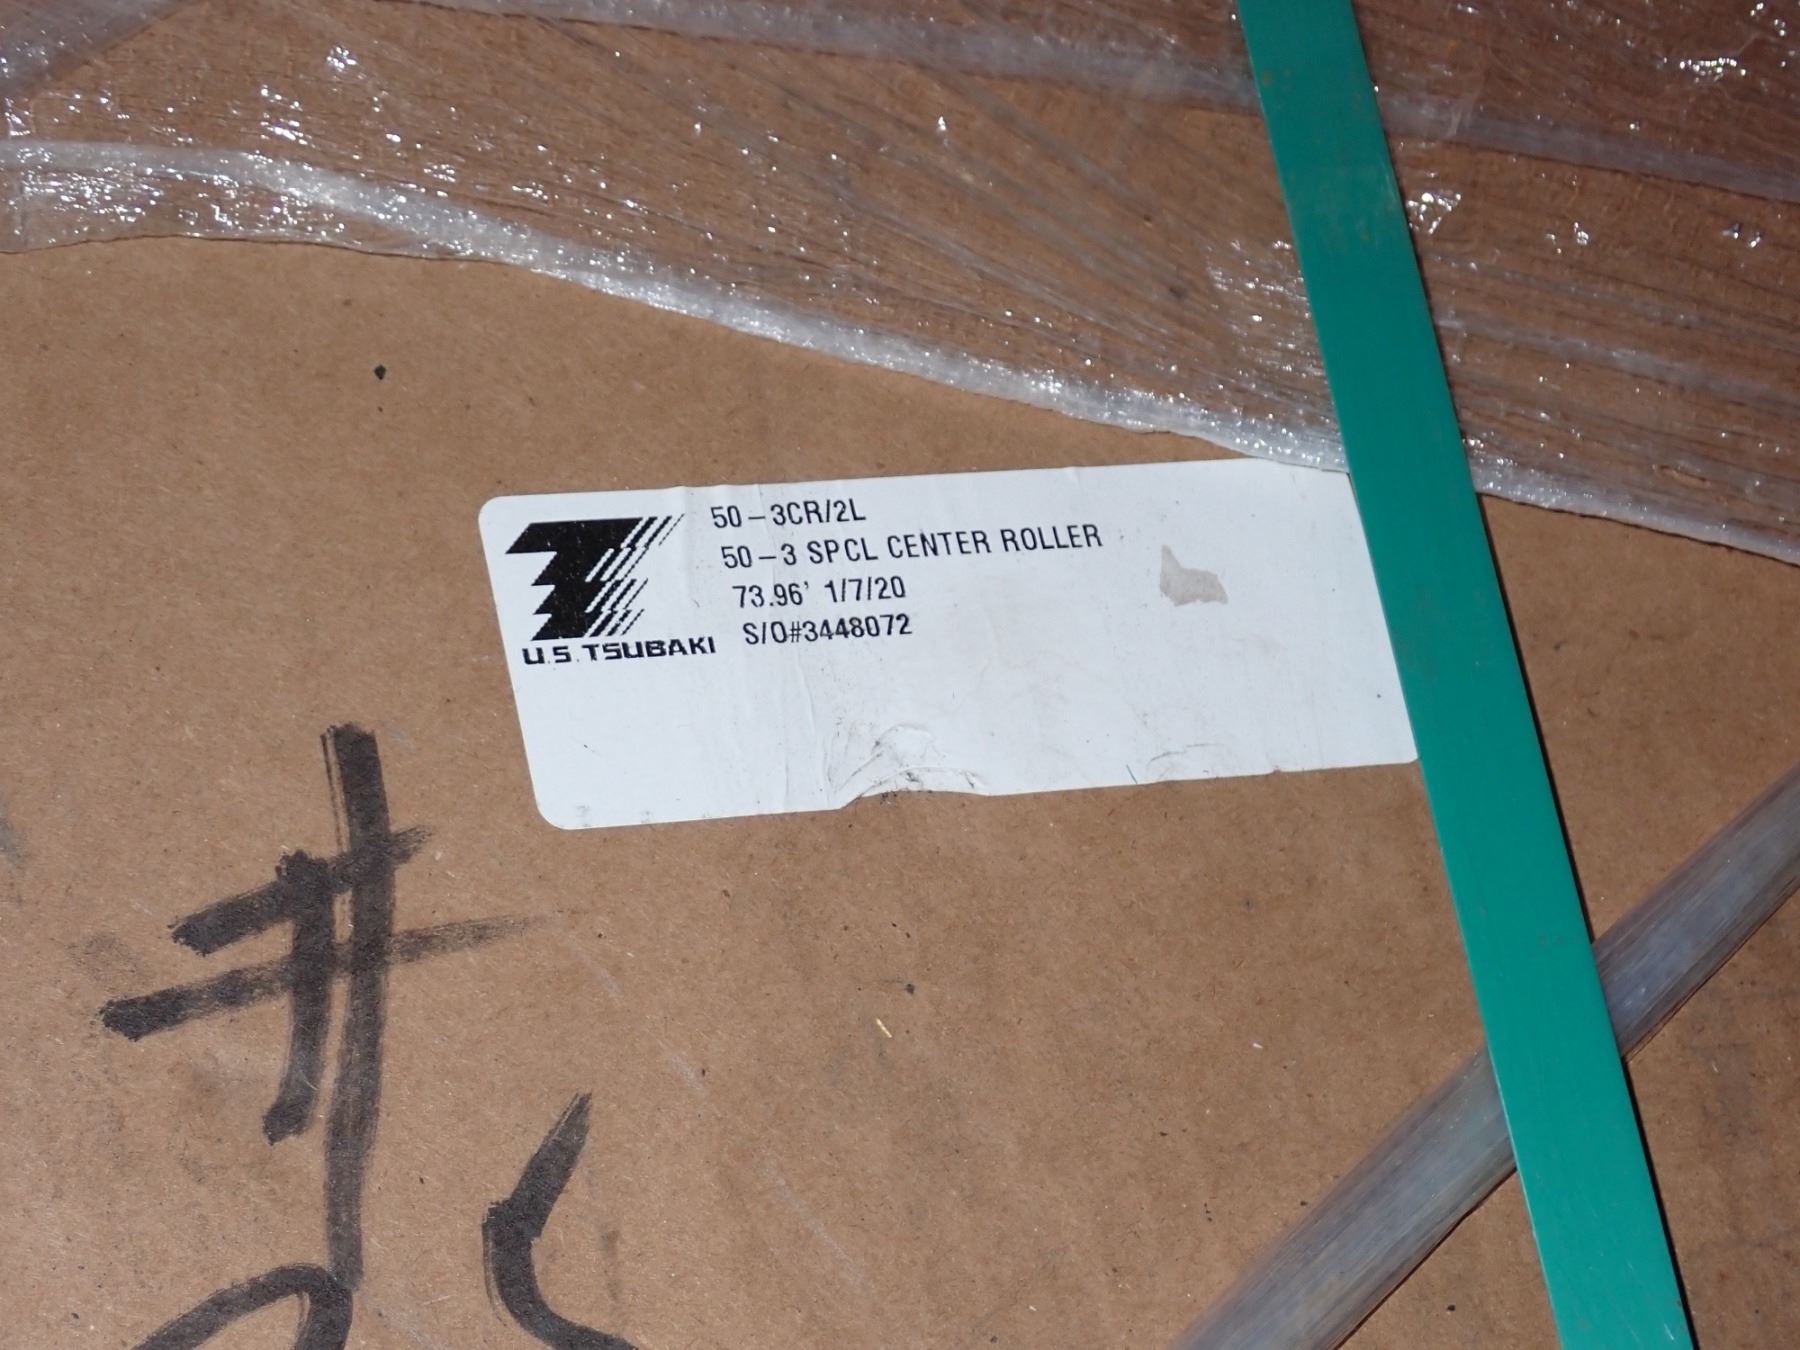 50-3CR/2L
50-3 SPCL CENTER ROLLER
73.96' 1/7/20
S/O#3448072
U.S. TSUBAKI
#